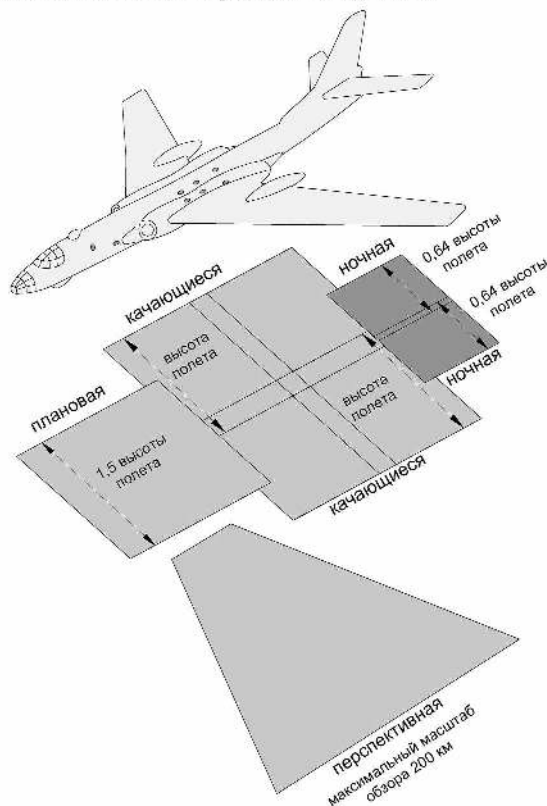 ночная
0,64 высоты
полета
0,64 высоты
полета
ночная
качающиеся
высота
полета
высота
полета
качающиеся
плановая
1,5 высоты
полета
перспективная
максимальный масштаб
обзора 200 км